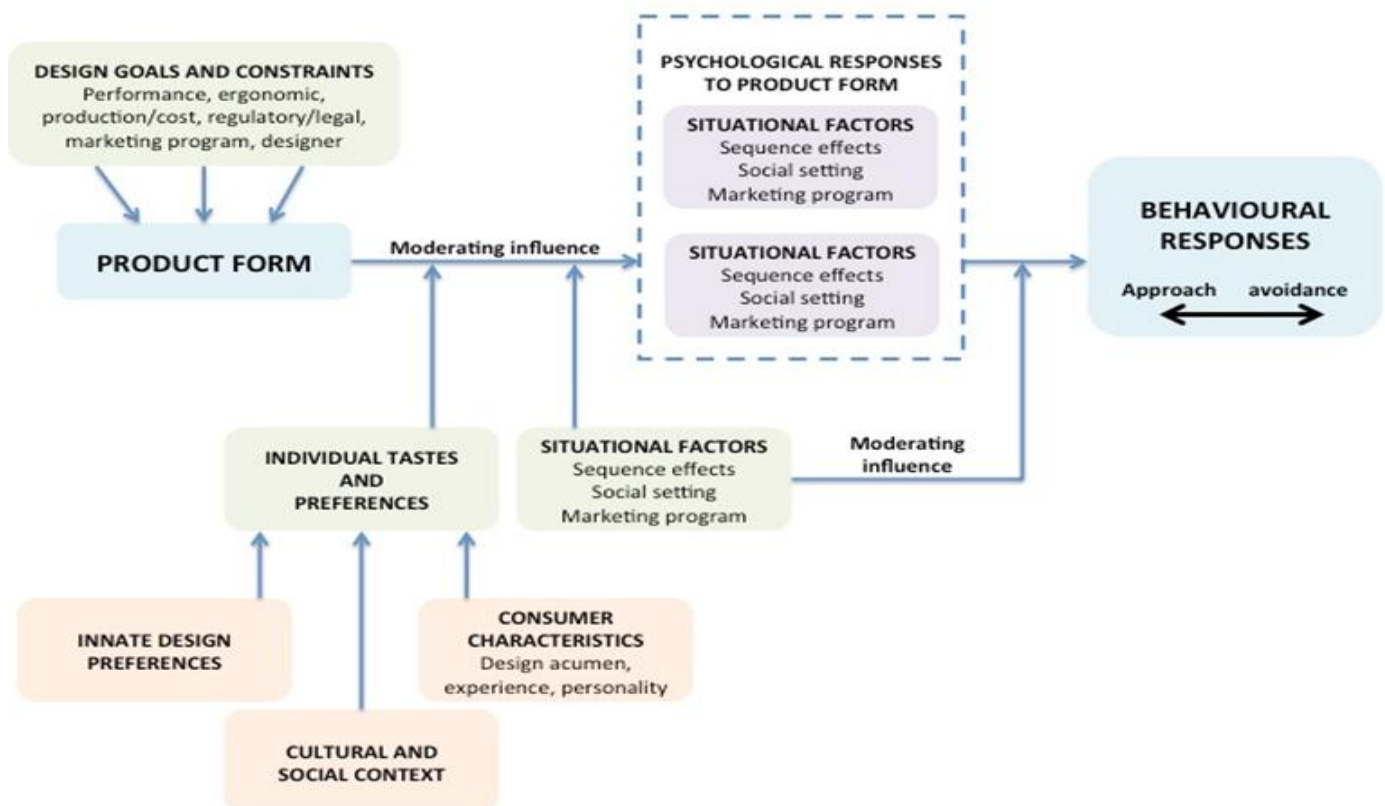 DESIGN GOALS AND CONSTRAINTS
Performance, ergonomic,
production/cost, regulatory/legal,
marketing program, designer
PRODUCT FORM
Moderating influence
PSYCHOLOGICAL RESPONSES
TO PRODUCT FORM
SITUATIONAL FACTORS
Sequence effects
Social setting
Marketing program
SITUATIONAL FACTORS
Sequence effects
Social setting
Marketing program
BEHAVIOURAL
RESPONSES
Approach avoidance
INDIVIDUAL TASTES
AND
PREFERENCES
SITUATIONAL FACTORS
Sequence effects
Social setting
Marketing program
Moderating
influence
INNATE DESIGN
PREFERENCES
CONSUMER
CHARACTERISTICS
Design acumen,
experience, personality
CULTURAL AND
SOCIAL CONTEXT